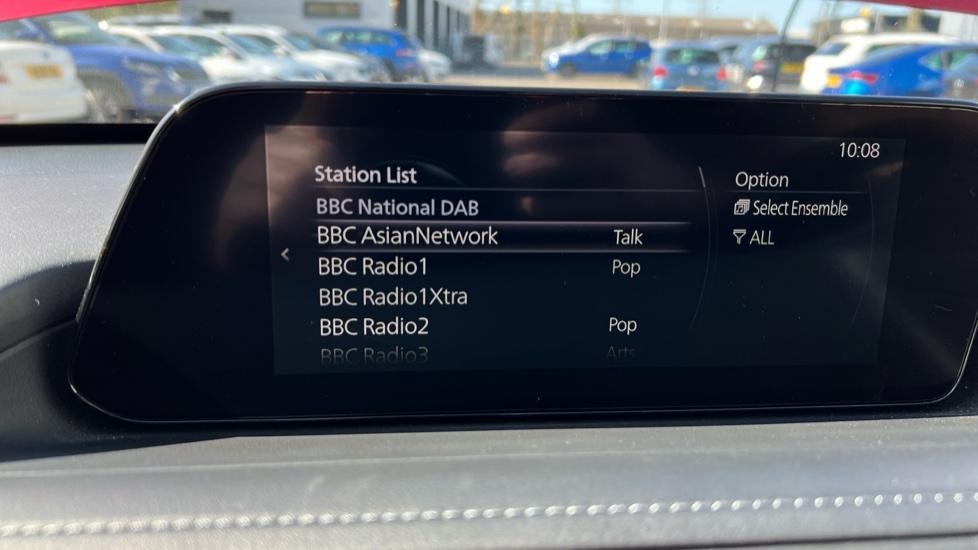 10:08
Station List
BBC National DAB
BBC AsianNetwork Talk
BBC Radio1 Pop
BBC Radio1Xtra
BBC Radio2 Pop
BBC Radio3 Arts
Option
Select Ensemble
ALL